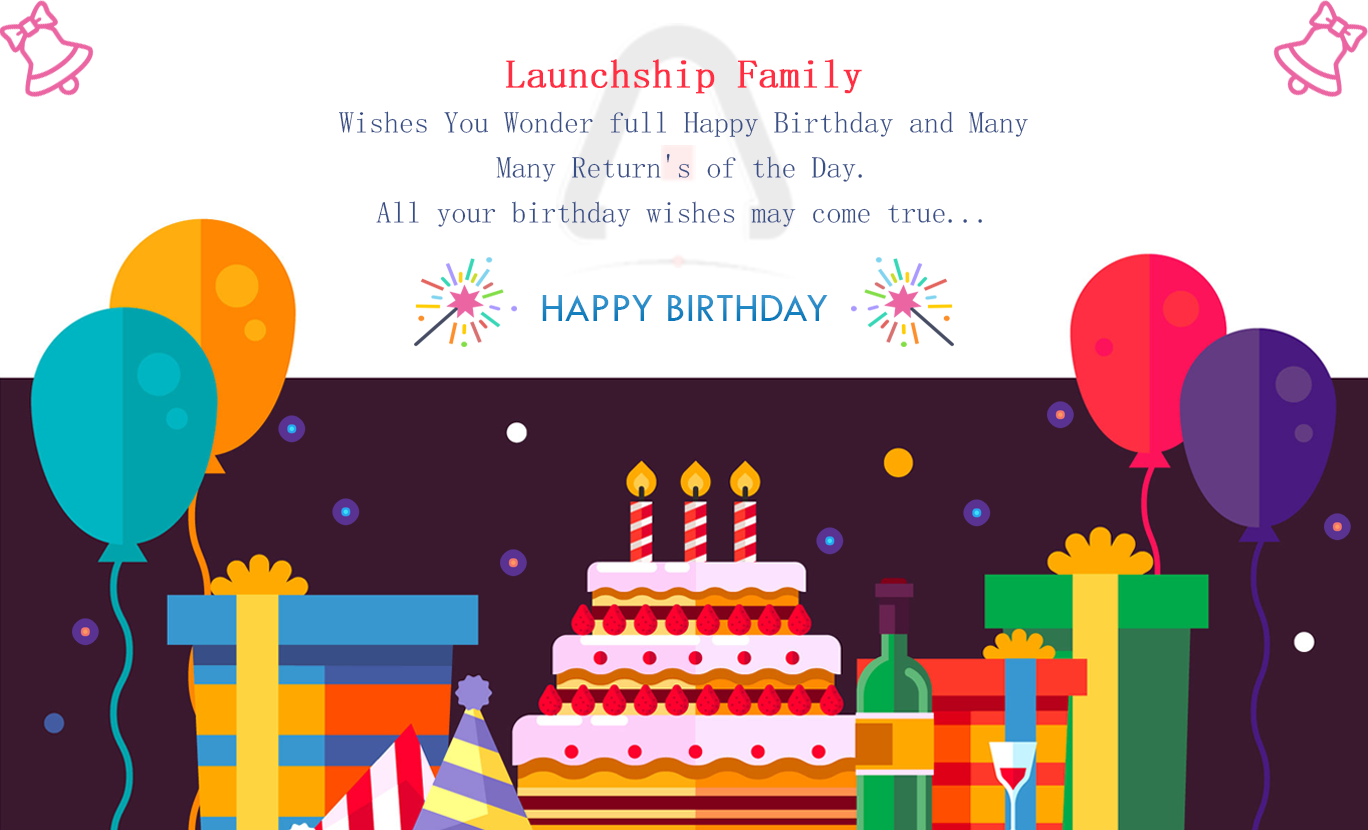 Launchship Family
Wishes You Wonder full Happy Birthday and Many
Many Return's of the Day.
All your birthday wishes may come true...
HAPPY BIRTHDAY